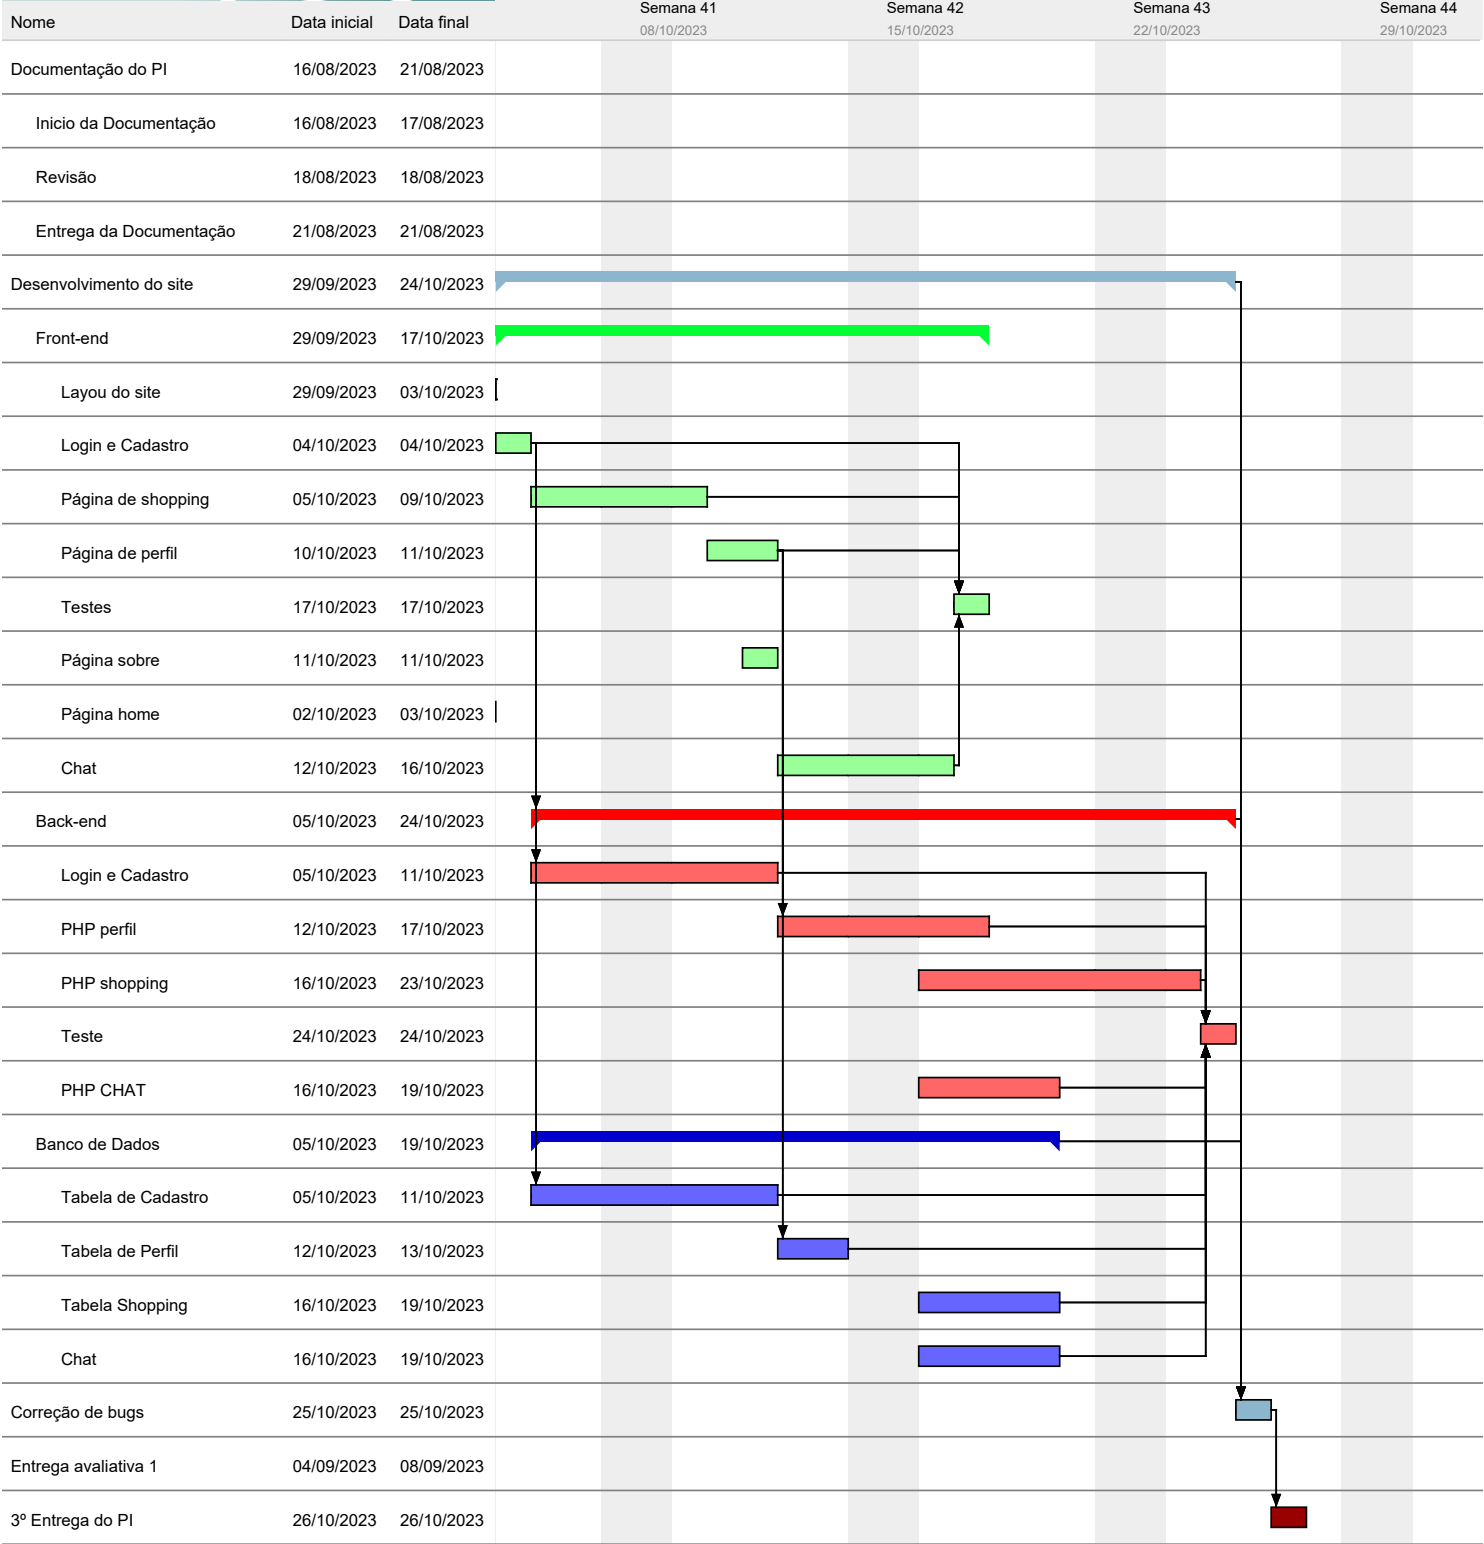 Semana 41 Semana 42 Semana 43 Semana 44
Nome Data inicial Data final 08/10/2023 15/10/2023 22/10/2023 29/10/2023
Documentação do PI 16/08/2023 21/08/2023
Inicio da Documentação 16/08/2023 17/08/2023
Revisão 18/08/2023 18/08/2023
Entrega da Documentação 21/08/2023 21/08/2023
Desenvolvimento do site 29/09/2023 24/10/2023
Front-end 29/09/2023 17/10/2023
Layou do site 29/09/2023 03/10/2023
Login e Cadastro 04/10/2023 04/10/2023
Página de shopping 05/10/2023 09/10/2023
Página de perfil 10/10/2023 11/10/2023
Testes 17/10/2023 17/10/2023
Página sobre 11/10/2023 11/10/2023
Página home 02/10/2023 03/10/2023
Chat 12/10/2023 16/10/2023
Back-end 05/10/2023 24/10/2023
Login e Cadastro 05/10/2023 11/10/2023
PHP perfil 12/10/2023 17/10/2023
PHP shopping 16/10/2023 23/10/2023
Teste 24/10/2023 24/10/2023
PHP CHAT 16/10/2023 19/10/2023
Banco de Dados 05/10/2023 19/10/2023
Tabela de Cadastro 05/10/2023 11/10/2023
Tabela de Perfil 12/10/2023 13/10/2023
Tabela Shopping 16/10/2023 19/10/2023
Chat 16/10/2023 19/10/2023
Correção de bugs 25/10/2023 25/10/2023
Entrega avaliativa 1 04/09/2023 08/09/2023
3º Entrega do PI 26/10/2023 26/10/2023